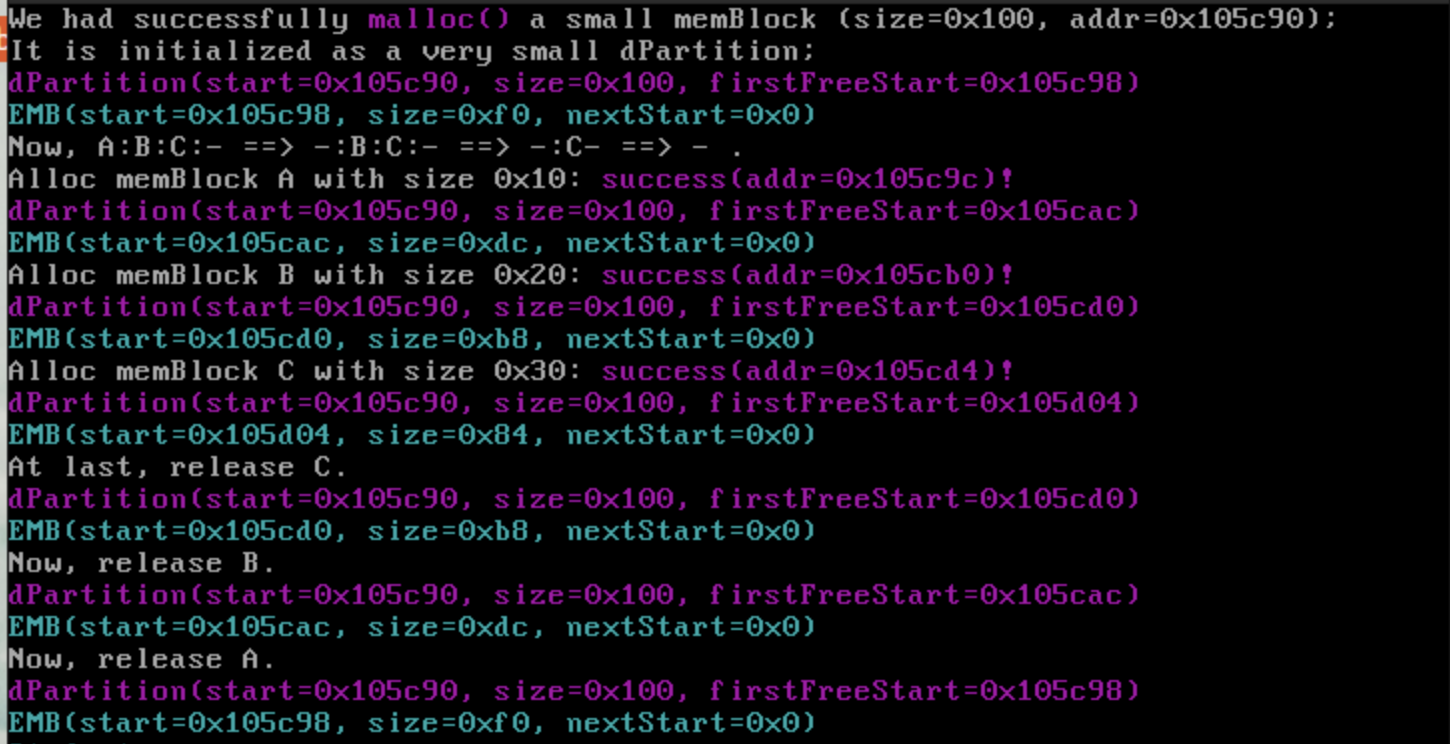 We had successfully malloc() a small memBlock (size=0x100, addr=0x105c90);
It is initialized as a very small dPartition;
dPartition(start=0x105c90, size=0x100, firstFreeStart=0x105c98)
EMB(start=0x105c98, size=0xf0, nextStart=0x0)
Now, A:B:C:- ==> -:B:C:- ==> -:C- ==> - .
Alloc memBlock A with size 0x10: success(addr=0x105c9c)!
dPartition(start=0x105c90, size=0x100, firstFreeStart=0x105cac)
EMB(start=0x105cac, size=0xdc, nextStart=0x0)
Alloc memBlock B with size 0x20: success(addr=0x105cb0)!
dPartition(start=0x105c90, size=0x100, firstFreeStart=0x105cd0)
EMB(start=0x105cd0, size=0xb8, nextStart=0x0)
Alloc memBlock C with size 0x30: success(addr=0x105cd4)!
dPartition(start=0x105c90, size=0x100, firstFreeStart=0x105d04)
EMB(start=0x105d04, size=0x84, nextStart=0x0)
At last, release C.
dPartition(start=0x105c90, size=0x100, firstFreeStart=0x105cd0)
EMB(start=0x105cd0, size=0xb8, nextStart=0x0)
Now, release B.
dPartition(start=0x105c90, size=0x100, firstFreeStart=0x105cac)
EMB(start=0x105cac, size=0xdc, nextStart=0x0)
Now, release A.
dPartition(start=0x105c90, size=0x100, firstFreeStart=0x105c98)
EMB(start=0x105c98, size=0xf0, nextStart=0x0)